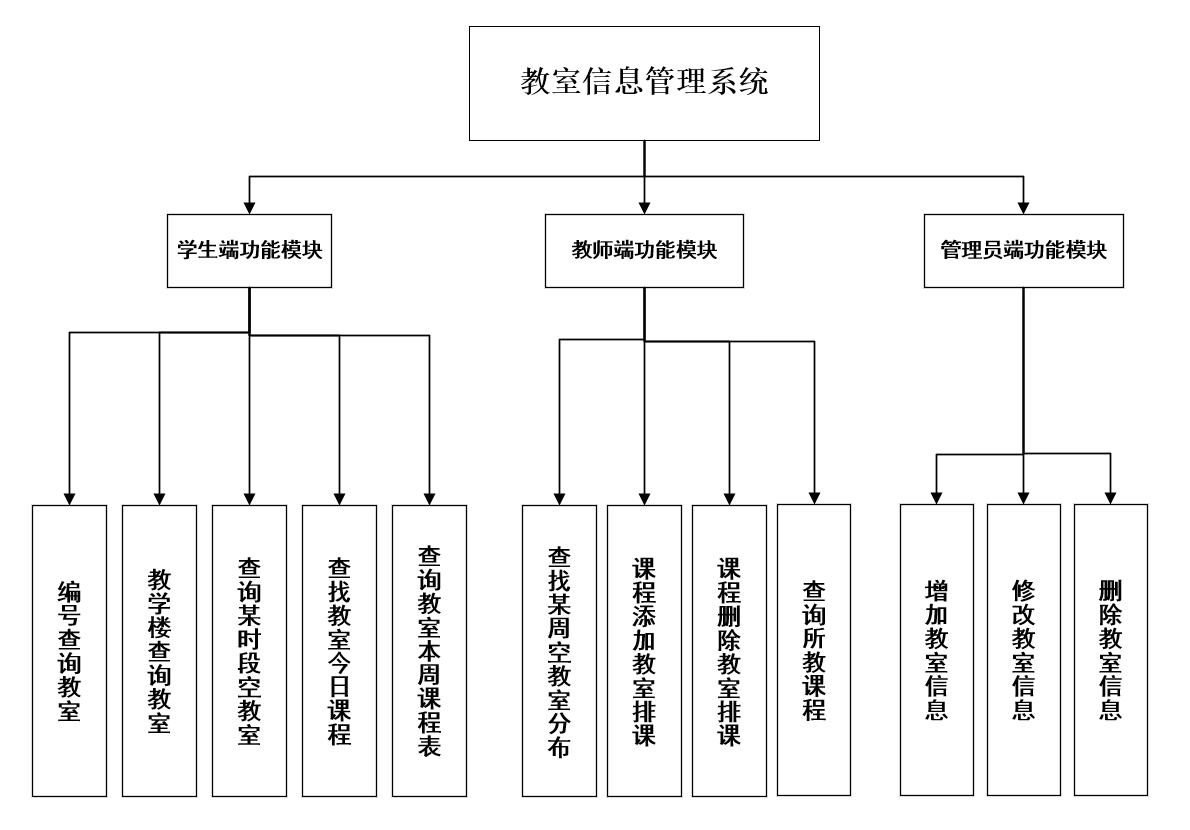 教室信息管理系统
学生端功能模块
教师端功能模块
管理员端功能模块
编号查询教室
教学楼查询教室
查询某时段空教室
查找教室今日课程
查询教室本周课程表
查找某周空教室分布
课程添加教室排课
课程删除教室排课
查询所教课程
增加教室信息
修改教室信息
删除教室信息